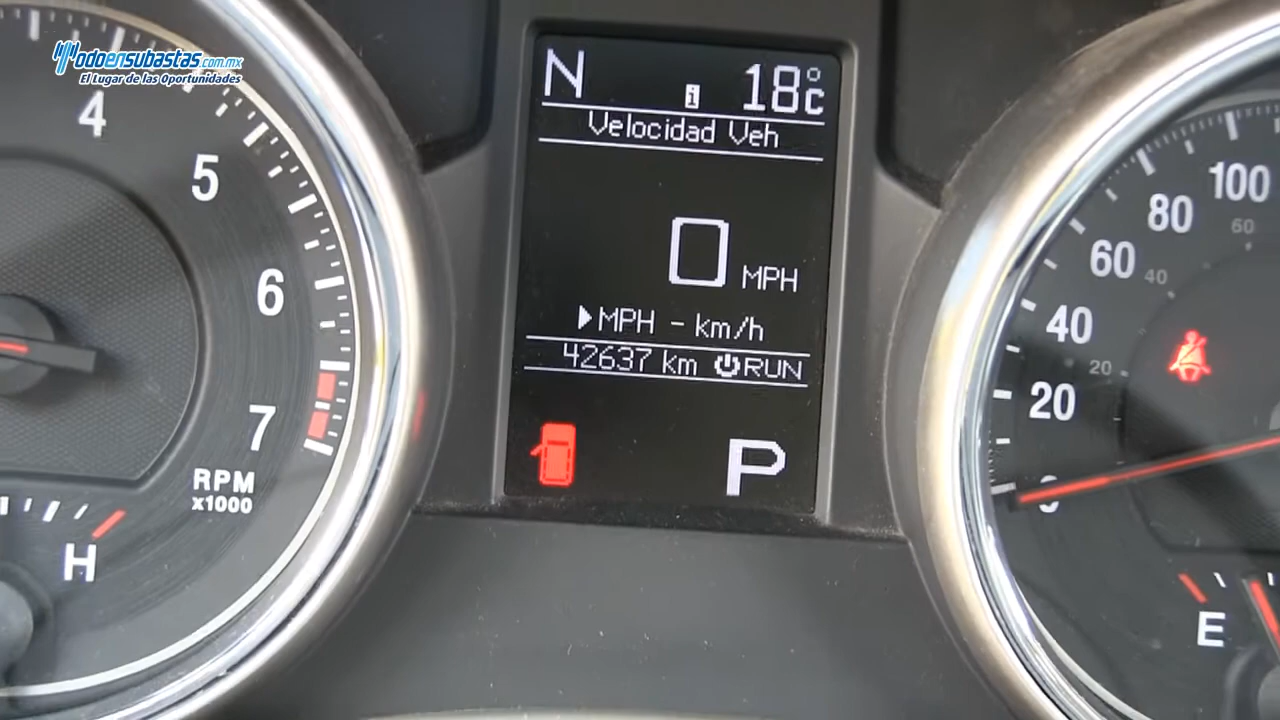 Todoensubastas.com.mx
El Lugar de las Oportunidades
4
5
6
7
RPM
x1000
H
N
i
18°C
Velocidad Veh
0 MPH
MPH - km/h
42637 km RUN
P
100
80
60
60
40
40
20
20
0
E